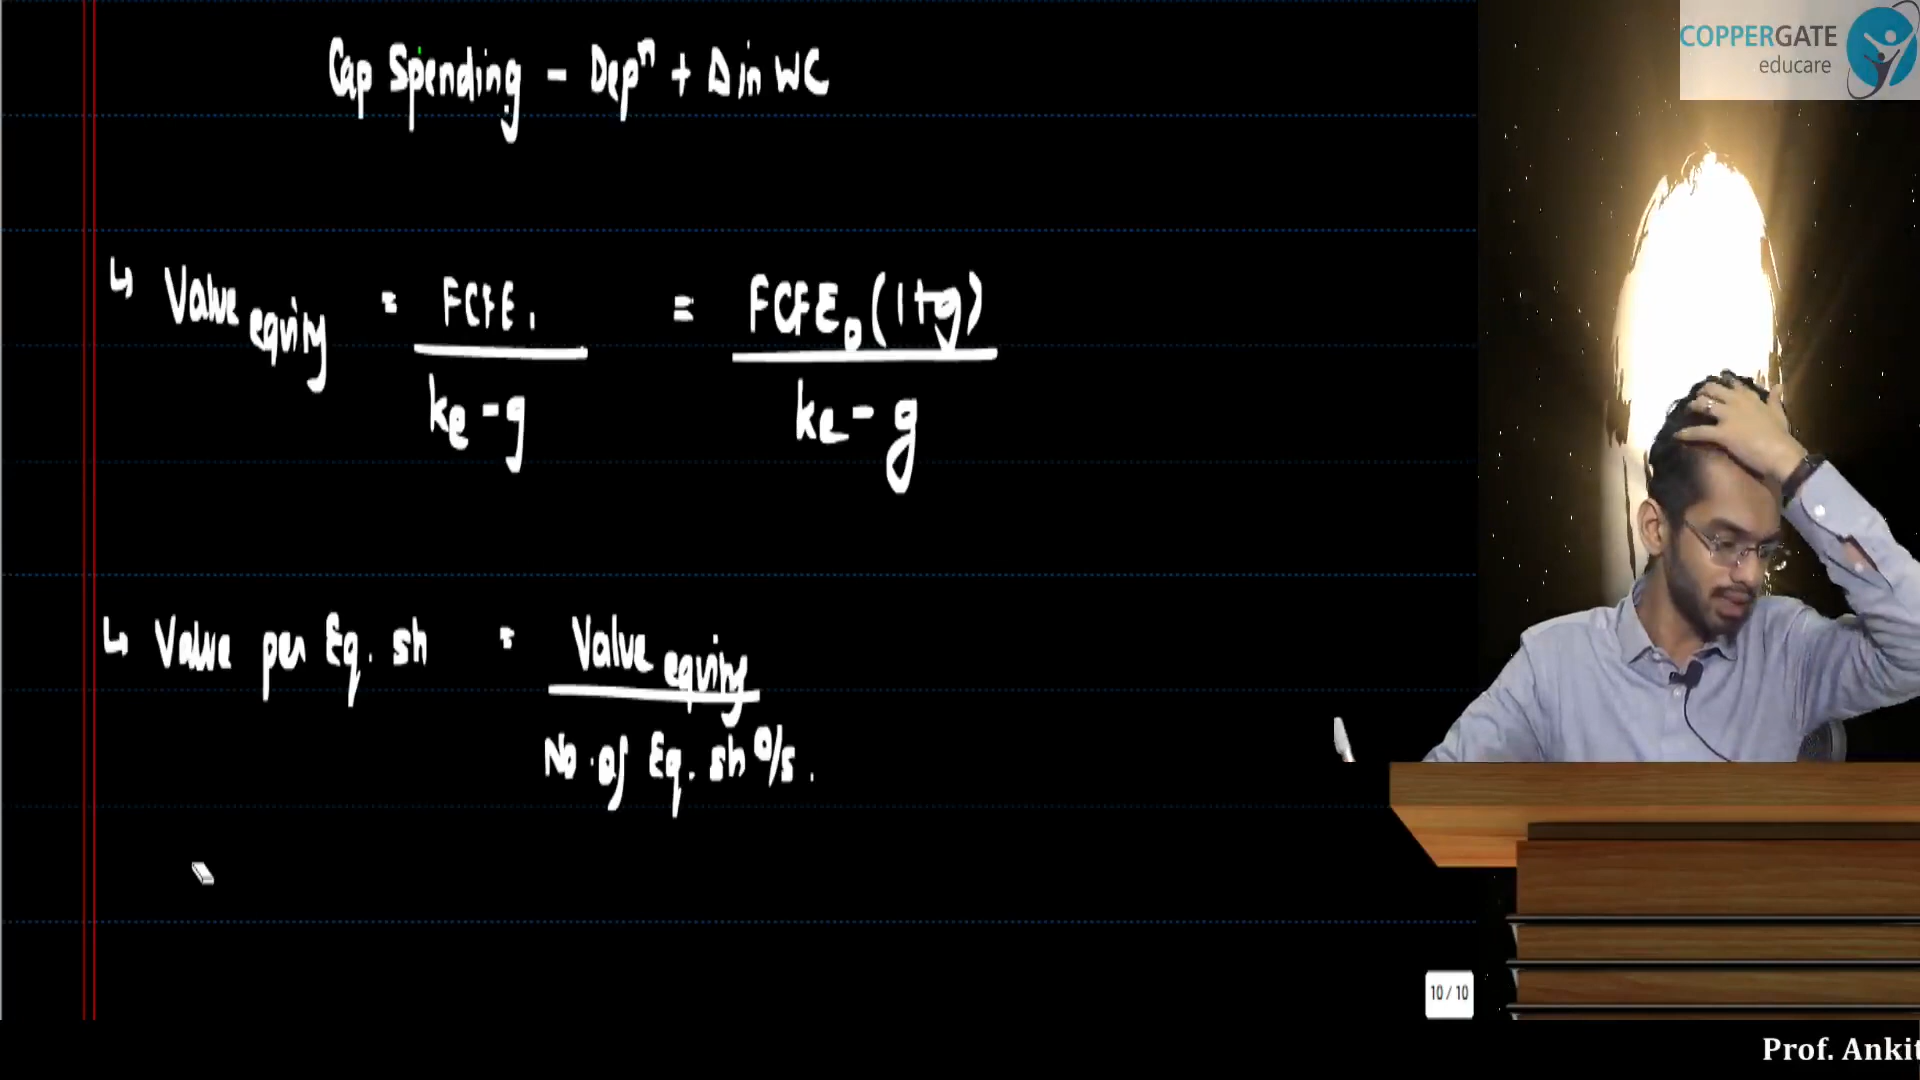 COPPERGATE
educare
Cap Spending - Depⁿ + Δ in WC
↳ Value equity = FCFE₁ / ke - g = FCFE₀ (1+g) / ke - g
↳ Value per Eq. sh = Value equity / No. of Eq. sh O/s.
10 / 10
Prof. Ankit